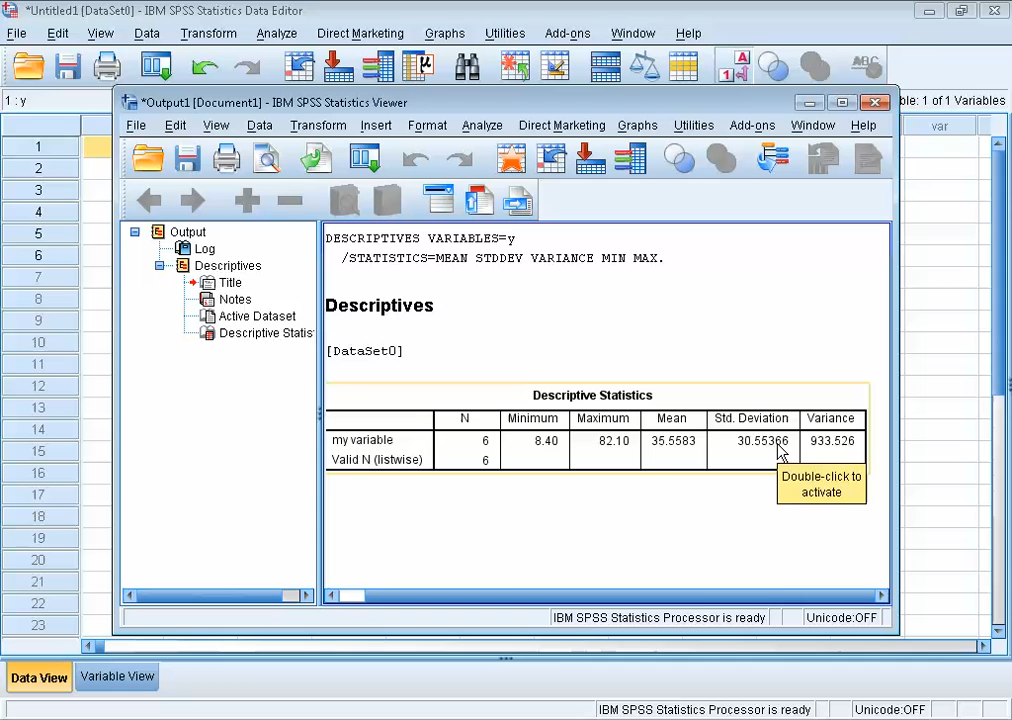 *Untitled1 [DataSet0] - IBM SPSS Statistics Data Editor
File Edit View Data Transform Analyze Direct Marketing Graphs Utilities Add-ons Window Help
1 : y
ble: 1 of 1 Variables
var
1
2
3
4
5
6
7
8
9
10
11
12
13
14
15
16
17
18
19
20
21
22
23
*Output1 [Document1] - IBM SPSS Statistics Viewer
File Edit View Data Transform Insert Format Analyze Direct Marketing Graphs Utilities Add-ons Window Help
Output
Log
Descriptives
Title
Notes
Active Dataset
Descriptive Statis
DESCRIPTIVES VARIABLES=y
/STATISTICS=MEAN STDDEV VARIANCE MIN MAX.
Descriptives
[DataSet0]
Descriptive Statistics
N Minimum Maximum Mean Std. Deviation Variance
my variable 6 8.40 82.10 35.5583 30.55366 933.526
Valid N (listwise) 6
Double-click to
activate
IBM SPSS Statistics Processor is ready Unicode:OFF
Data View Variable View
IBM SPSS Statistics Processor is ready Unicode:OFF